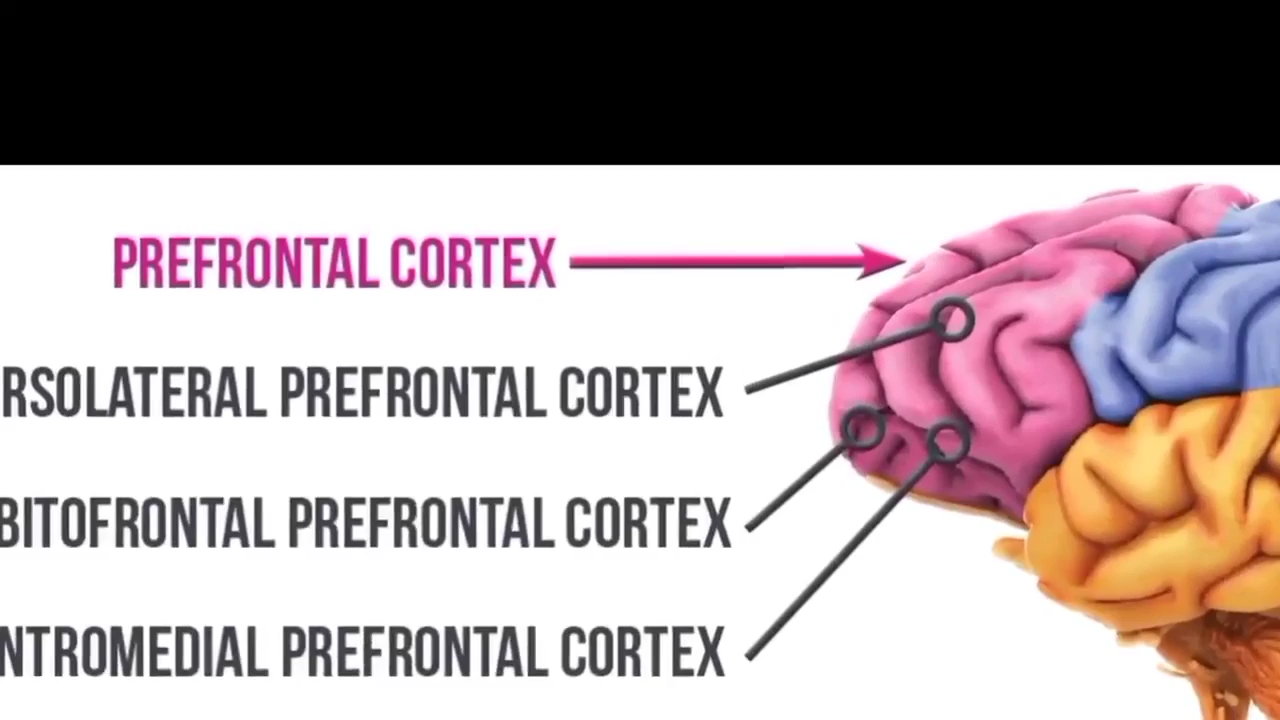 PREFRONTAL CORTEX
RSOLATERAL PREFRONTAL CORTEX
BITOFRONTAL PREFRONTAL CORTEX
NTROMEDIAL PREFRONTAL CORTEX